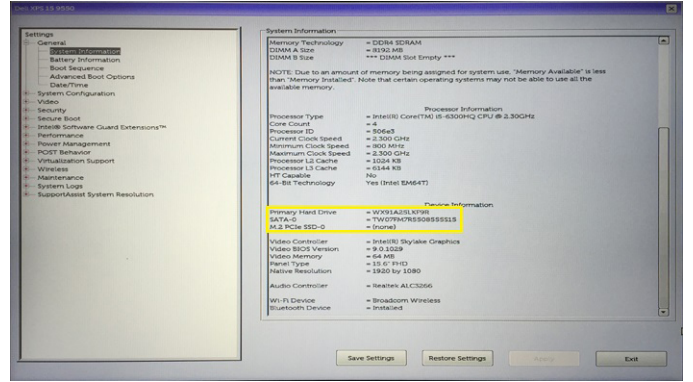 Dell XPS 15 9550
Settings
General
System Information
Battery Information
Boot Sequence
Advanced Boot Options
Date/Time
System Configuration
Video
Security
Secure Boot
Intel® Software Guard Extensions™
Performance
Power Management
POST Behavior
Virtualization Support
Wireless
Maintenance
System Logs
SupportAssist System Resolution
System Information
Memory Technology = DDR4 SDRAM
DIMM A Size = 8192 MB
DIMM B Size *** DIMM Slot Empty ***
NOTE: Due to an amount of memory being assigned for system use, "Memory Available" is less
than "Memory Installed". Note that certain operating systems may not be able to use all the
available memory.
Processor Information
Processor Type = Intel(R) Core(TM) i5-6300HQ CPU @ 2.30GHz
Core Count = 4
Processor ID = 506e3
Current Clock Speed = 2.300 GHz
Minimum Clock Speed = 800 MHz
Maximum Clock Speed = 2.300 GHz
Processor L2 Cache = 1024 KB
Processor L3 Cache = 6144 KB
HT Capable No
64-Bit Technology Yes (Intel EM64T)
Device Information
Primary Hard Drive =
SATA-0 =
M.2 PCIe SSD-0 = (none)
Video Controller = Intel(R) Skylake Graphics
Video BIOS Version = 9.0.1029
Video Memory = 64 MB
Panel Type = 15.6" FHD
Native Resolution = 1920 by 1080
Audio Controller = Realtek ALC3266
Wi-Fi Device = Broadcom Wireless
Bluetooth Device = Installed
Save Settings
Restore Settings
Apply
Exit